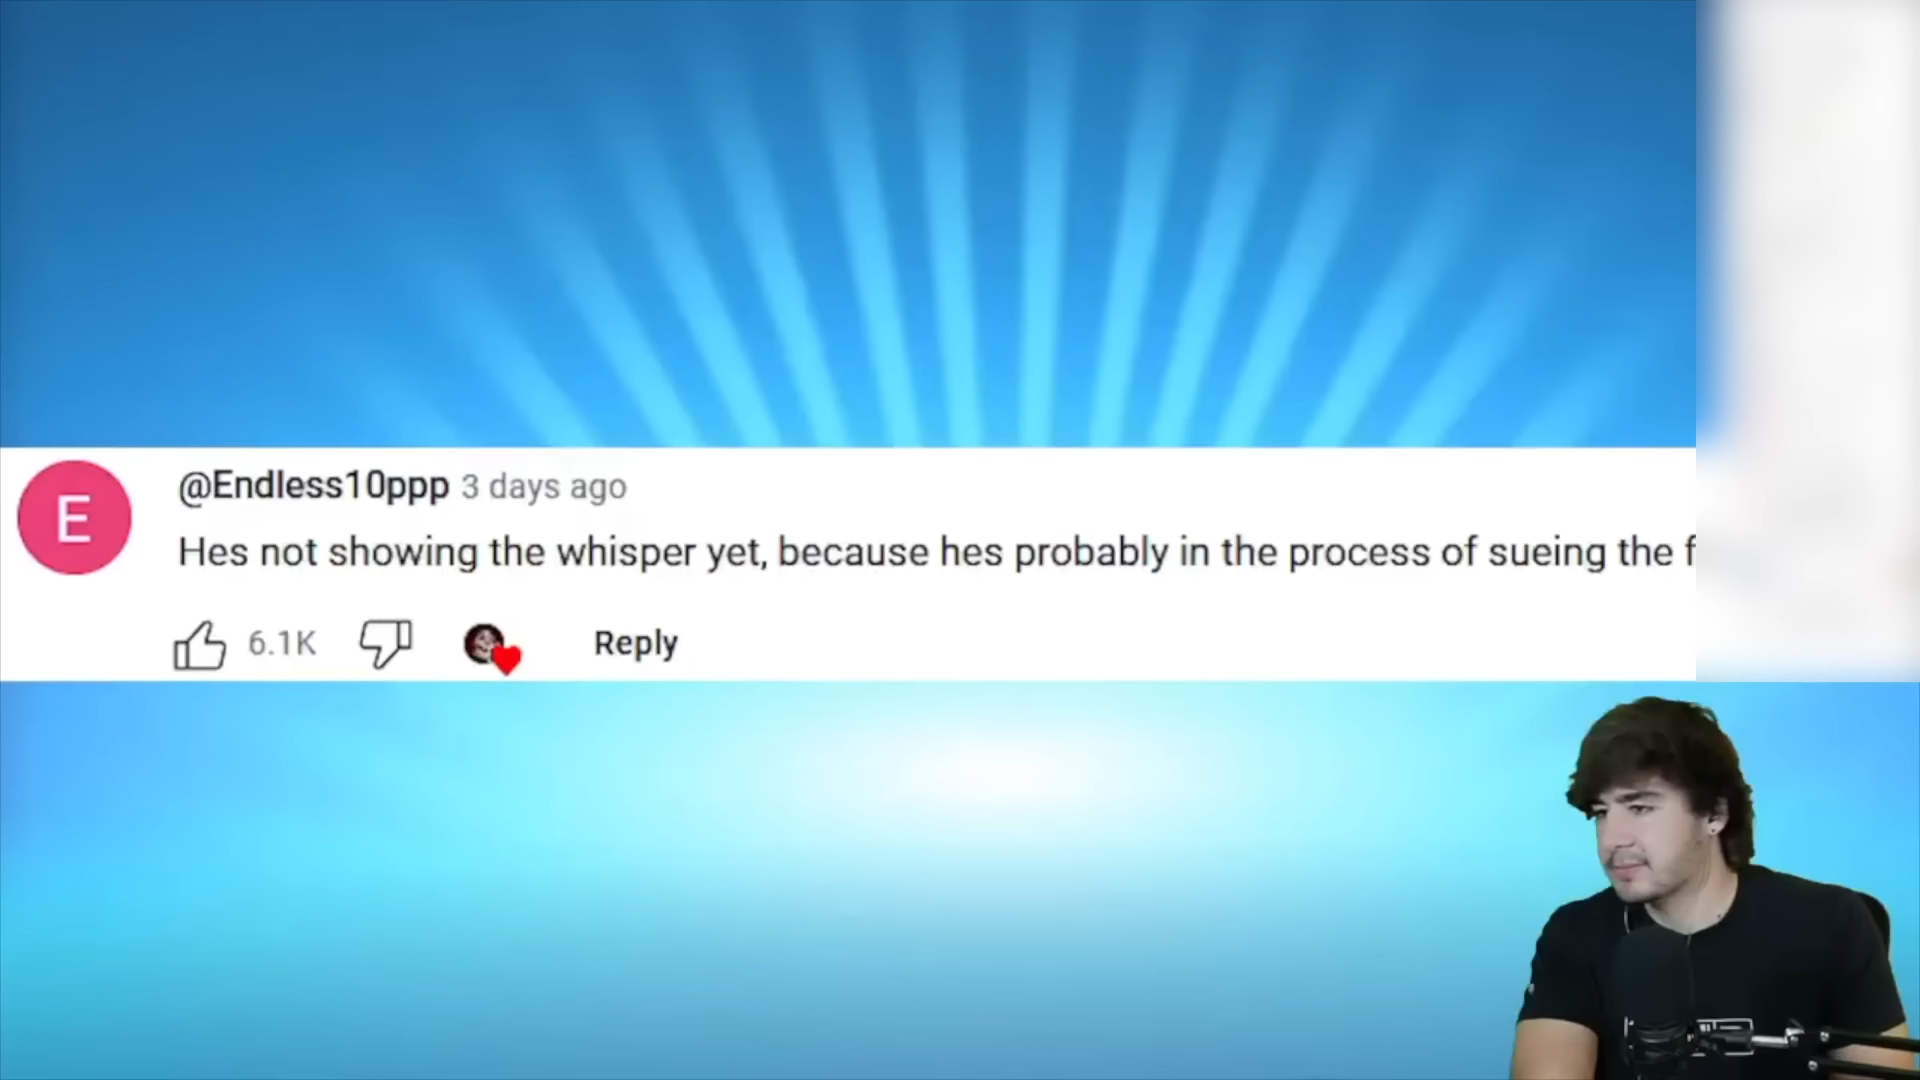 @Endless10ppp 3 days ago
Hes not showing the whisper yet, because hes probably in the process of sueing the f
6.1K Reply
E